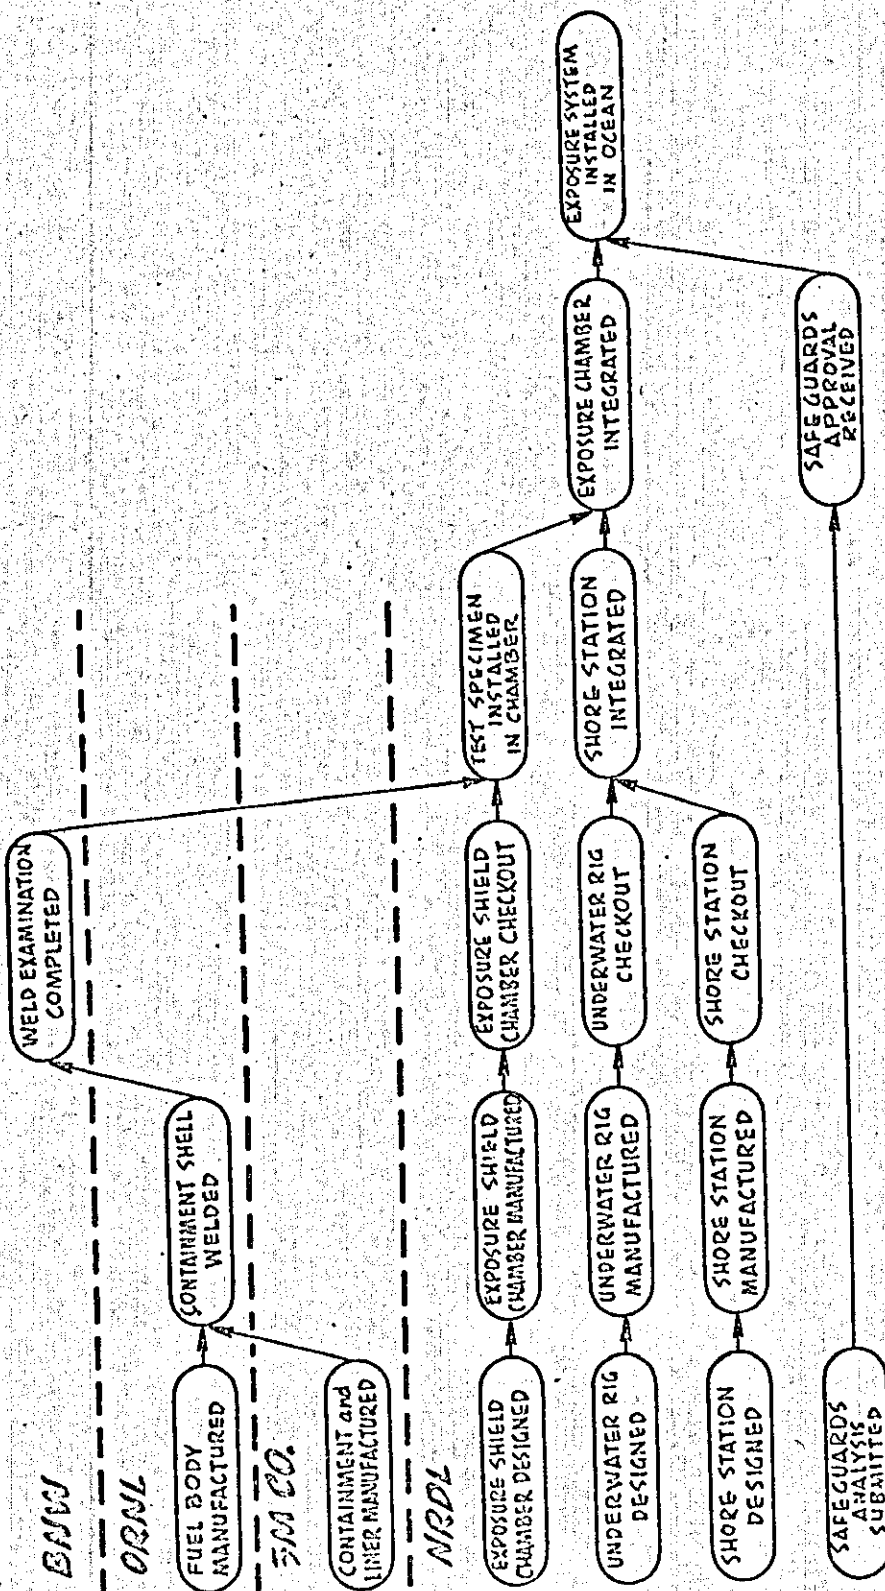 BNW
WELD EXAMINATION
COMPLETED
ORNL
FUEL BODY
MANUFACTURED
CONTAINMENT SHELL
WELDED
3M CO.
CONTAINMENT and
LINER MANUFACTURED
NRDL
EXPOSURE SHIELD
CHAMBER DESIGNED
EXPOSURE SHIELD
CHAMBER MANUFACTURED
EXPOSURE SHIELD
CHAMBER CHECKOUT
TEST SPECIMEN
INSTALLED
IN CHAMBER
UNDERWATER RIG
DESIGNED
UNDERWATER RIG
MANUFACTURED
UNDERWATER RIG
CHECKOUT
SHORE STATION
INTEGRATED
EXPOSURE CHAMBER
INTEGRATED
EXPOSURE SYSTEM
INSTALLED
IN OCEAN
SHORE STATION
DESIGNED
SHORE STATION
MANUFACTURED
SHORE STATION
CHECKOUT
SAFEGUARDS
ANALYSIS
SUBMITTED
SAFE GUARDS
APPROVAL
RECEIVED